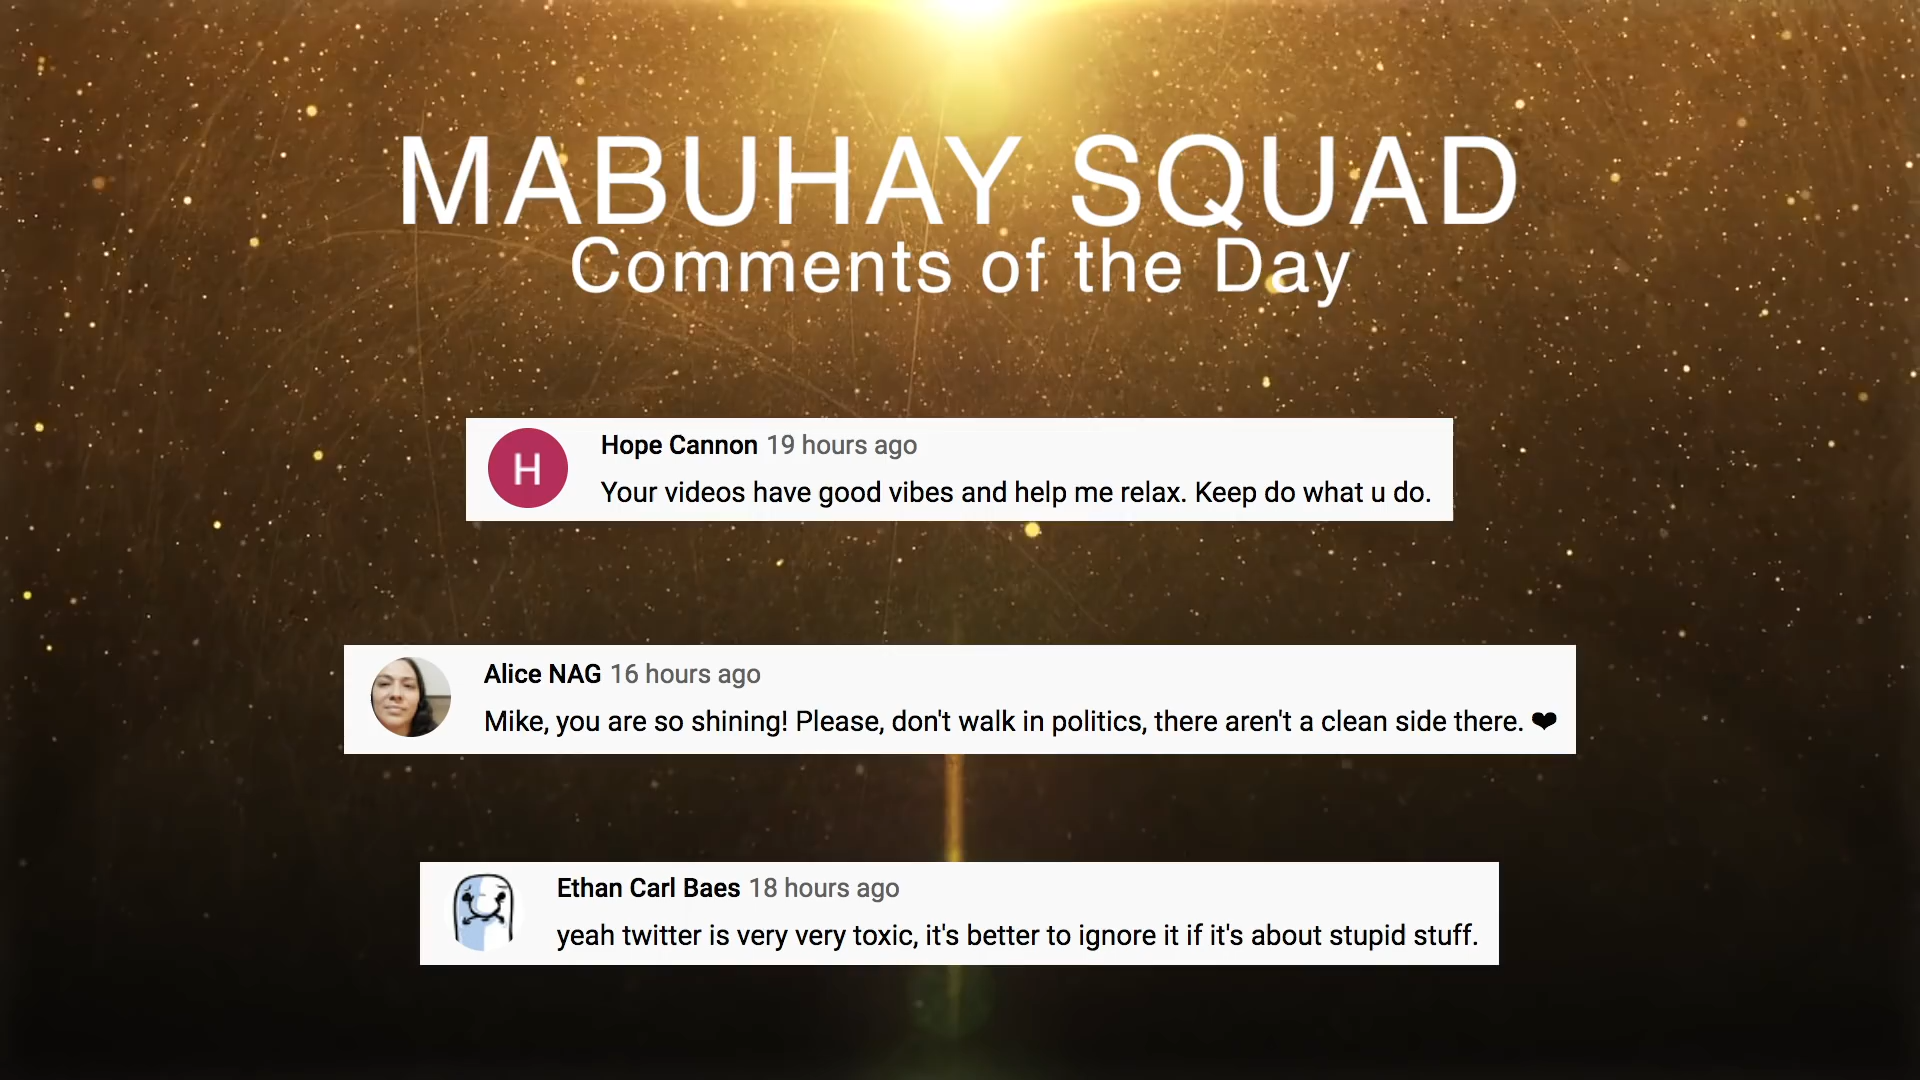 MABUHAY SQUAD
Comments of the Day
H
Hope Cannon 19 hours ago
Your videos have good vibes and help me relax. Keep do what u do.
Alice NAG 16 hours ago
Mike, you are so shining! Please, don't walk in politics, there aren't a clean side there. ❤
Ethan Carl Baes 18 hours ago
yeah twitter is very very toxic, it's better to ignore it if it's about stupid stuff.